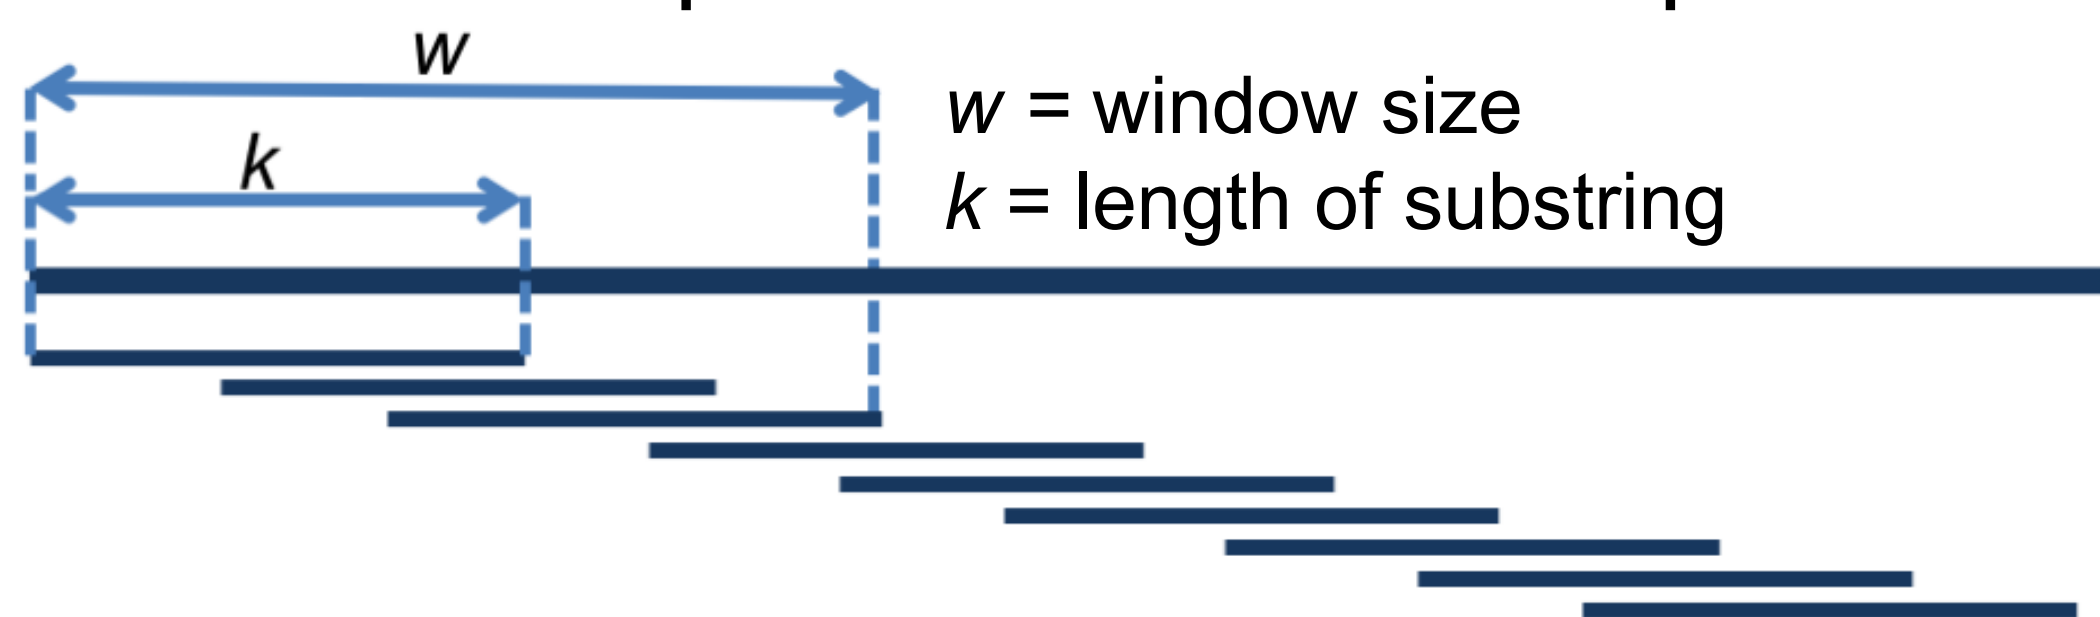 w
w = window size
k
k = length of substring